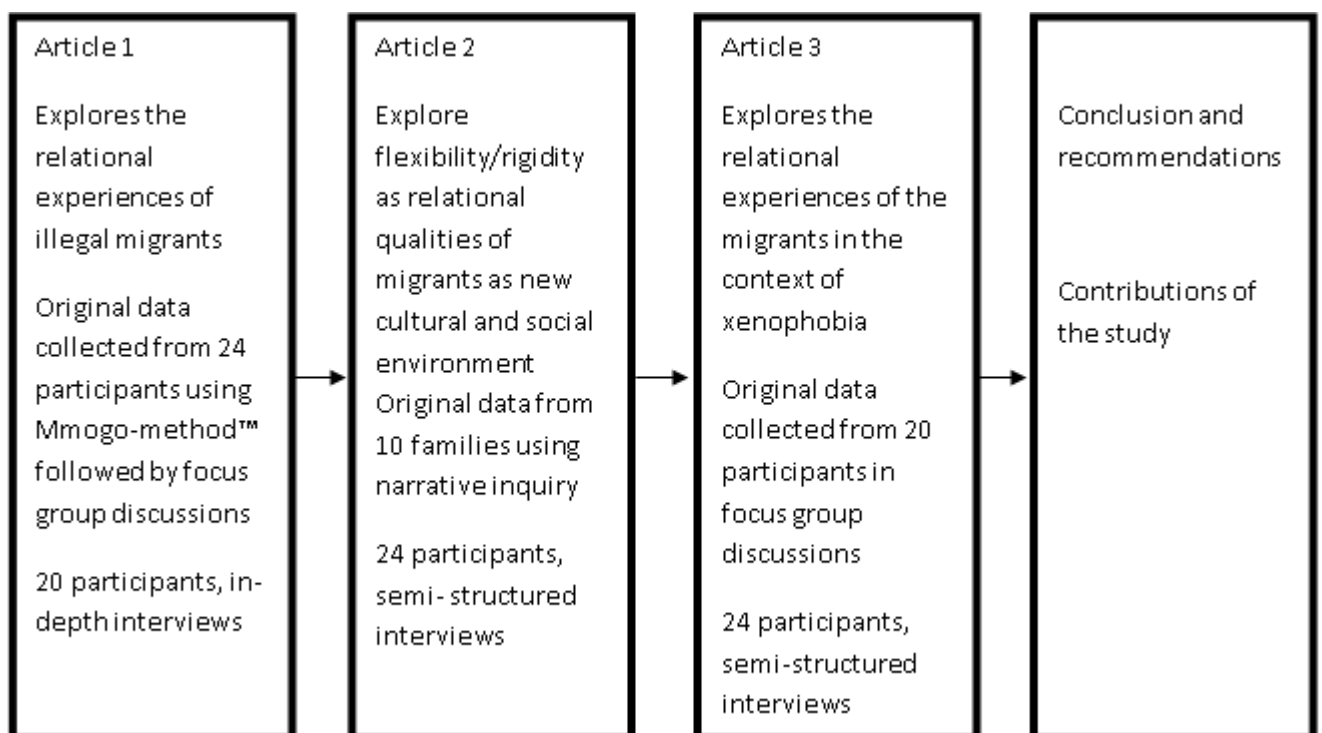 Article 1
Explores the
relational
experiences of
illegal migrants
Original data
collected from 24
participants using
Mmogo-method™
followed by focus
group discussions
20 participants, in-
depth interviews
Article 2
Explore
flexibility/rigidity
as relational
qualities of
migrants as new
cultural and social
environment
Original data from
10 families using
narrative inquiry
24 participants,
semi- structured
interviews
Article 3
Explores the
relational
experiences of the
migrants in the
context of
xenophobia
Original data
collected from 20
participants in
focus group
discussions
24 participants,
semi-structured
interviews
Conclusion and
recommendations
Contributions of
the study